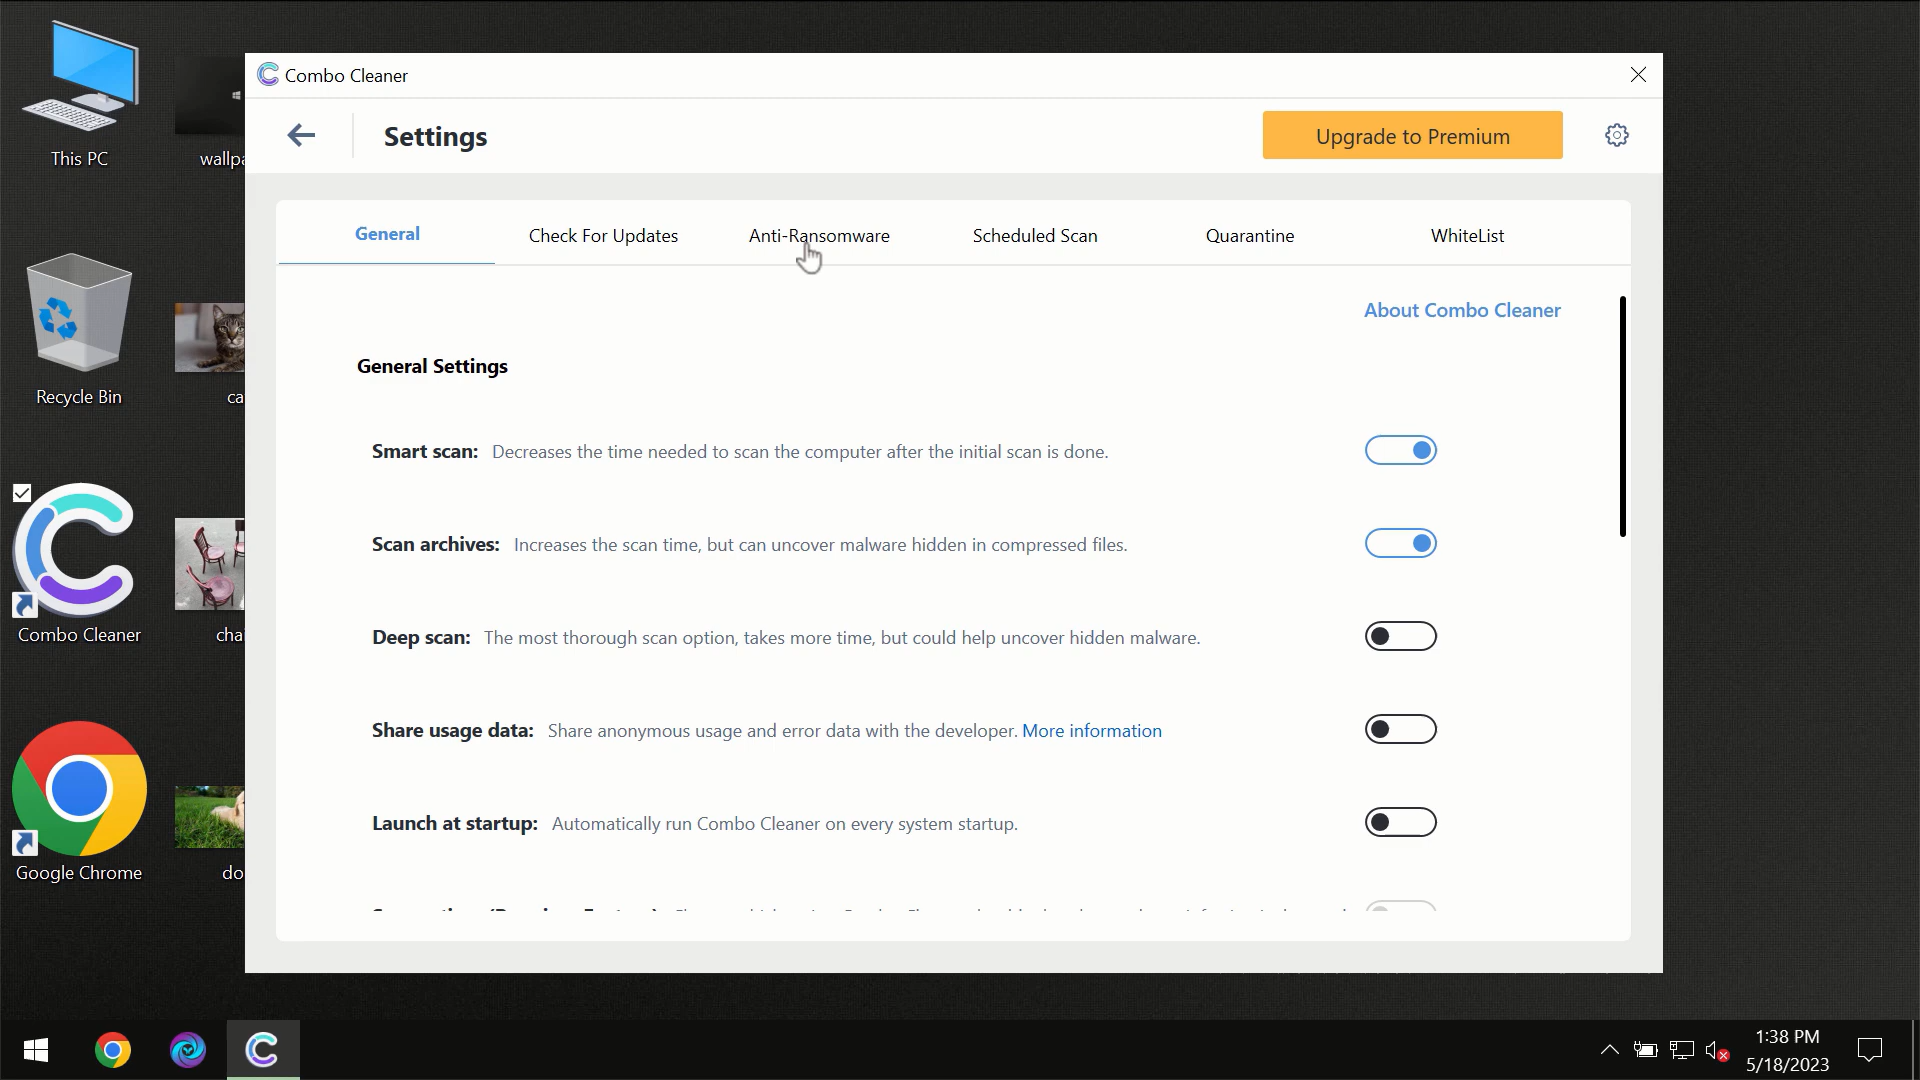 Combo Cleaner
Settings
Upgrade to Premium
General
Check For Updates
Anti-Ransomware
Scheduled Scan
Quarantine
WhiteList
About Combo Cleaner
General Settings
Smart scan: Decreases the time needed to scan the computer after the initial scan is done.
Scan archives: Increases the scan time, but can uncover malware hidden in compressed files.
Deep scan: The most thorough scan option, takes more time, but could help uncover hidden malware.
Share usage data: Share anonymous usage and error data with the developer. More information
Launch at startup: Automatically run Combo Cleaner on every system startup.
This PC
wallpa
Recycle Bin
ca
Combo Cleaner
chai
Google Chrome
do
1:38 PM
5/18/2023